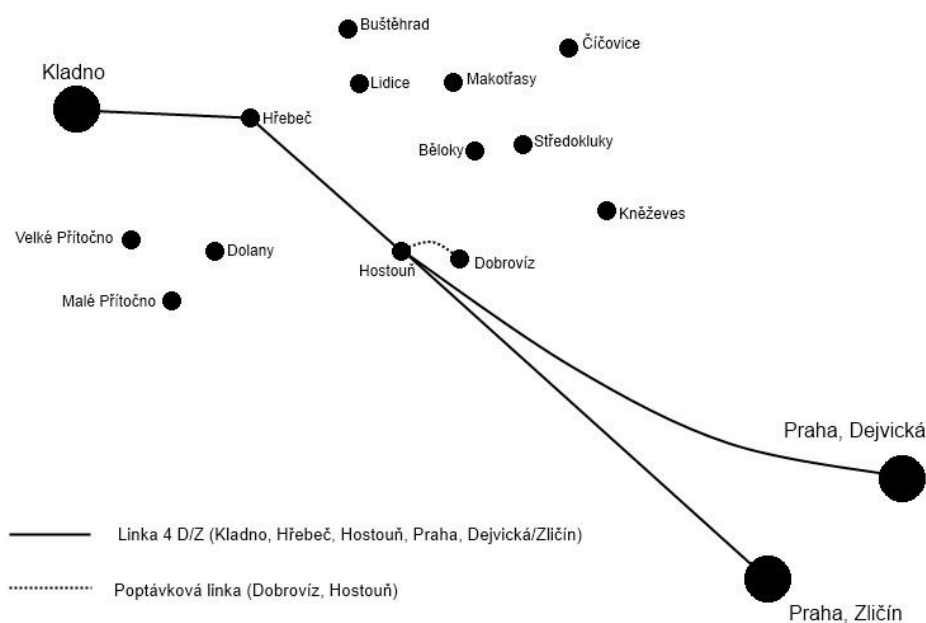 Buštěhrad
Číčovice
Kladno
Lidice
Makotřasy
Hřebeč
Středokluky
Běloky
Kněževes
Velké Přítočno
Dolany
Dobrovíz
Hostouň
Malé Přítočno
Praha, Dejvická
Linka 4 D/Z (Kladno, Hřebeč, Hostouň, Praha, Dejvická/Zličín)
Poptávková linka (Dobrovíz, Hostouň)
Praha, Zličín